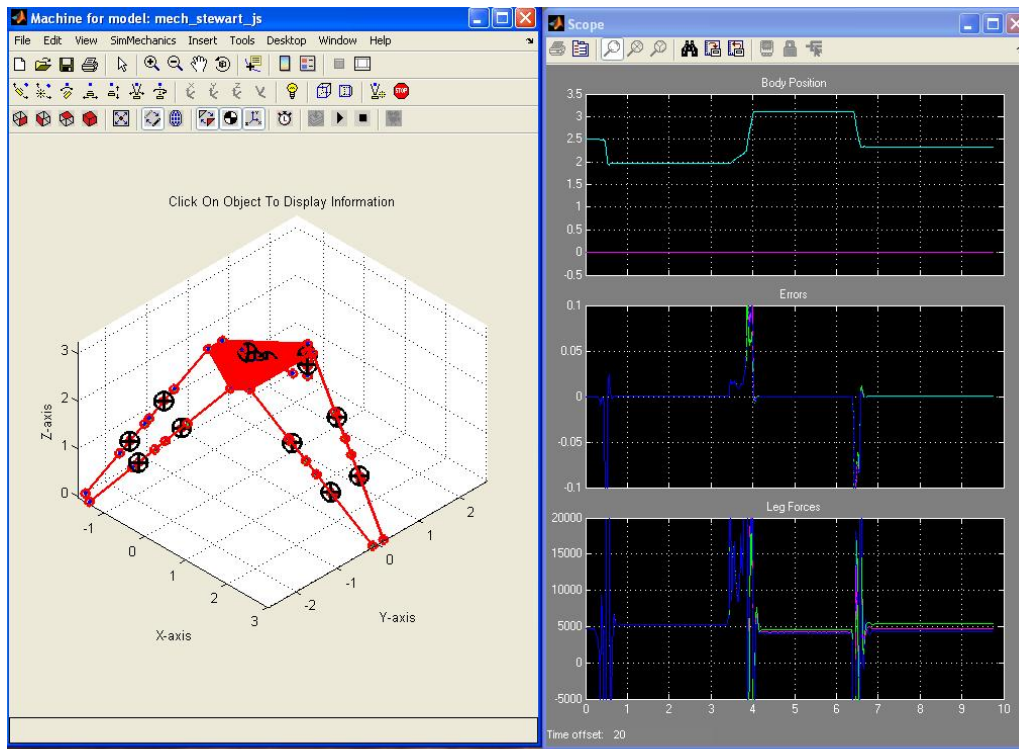 Machine for model: mech_stewart_js
File Edit View SimMechanics Insert Tools Desktop Window Help
STOP
Click On Object To Display Information
3
2
1
0
Z-axis
-1
0
1
2
3
X-axis
-2
-1
0
1
2
Y-axis
Scope
Body Position
3.5
3
2.5
2
1.5
1
0.5
0
-0.5
Errors
0.1
0.05
0
-0.05
-0.1
Leg Forces
20000
15000
10000
5000
0
-5000
0 1 2 3 4 5 6 7 8 9 10
Time offset: 20